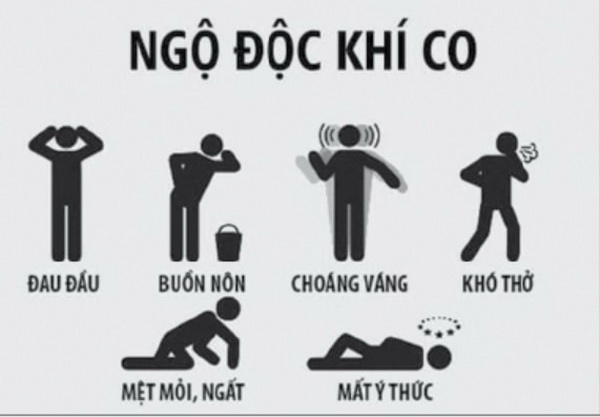 NGỘ ĐỘC KHÍ CO
ĐAU ĐẦU
BUỒN NÔN
CHOÁNG VÁNG
KHÓ THỞ
MỆT MỎI, NGẤT
MẤT Ý THỨC